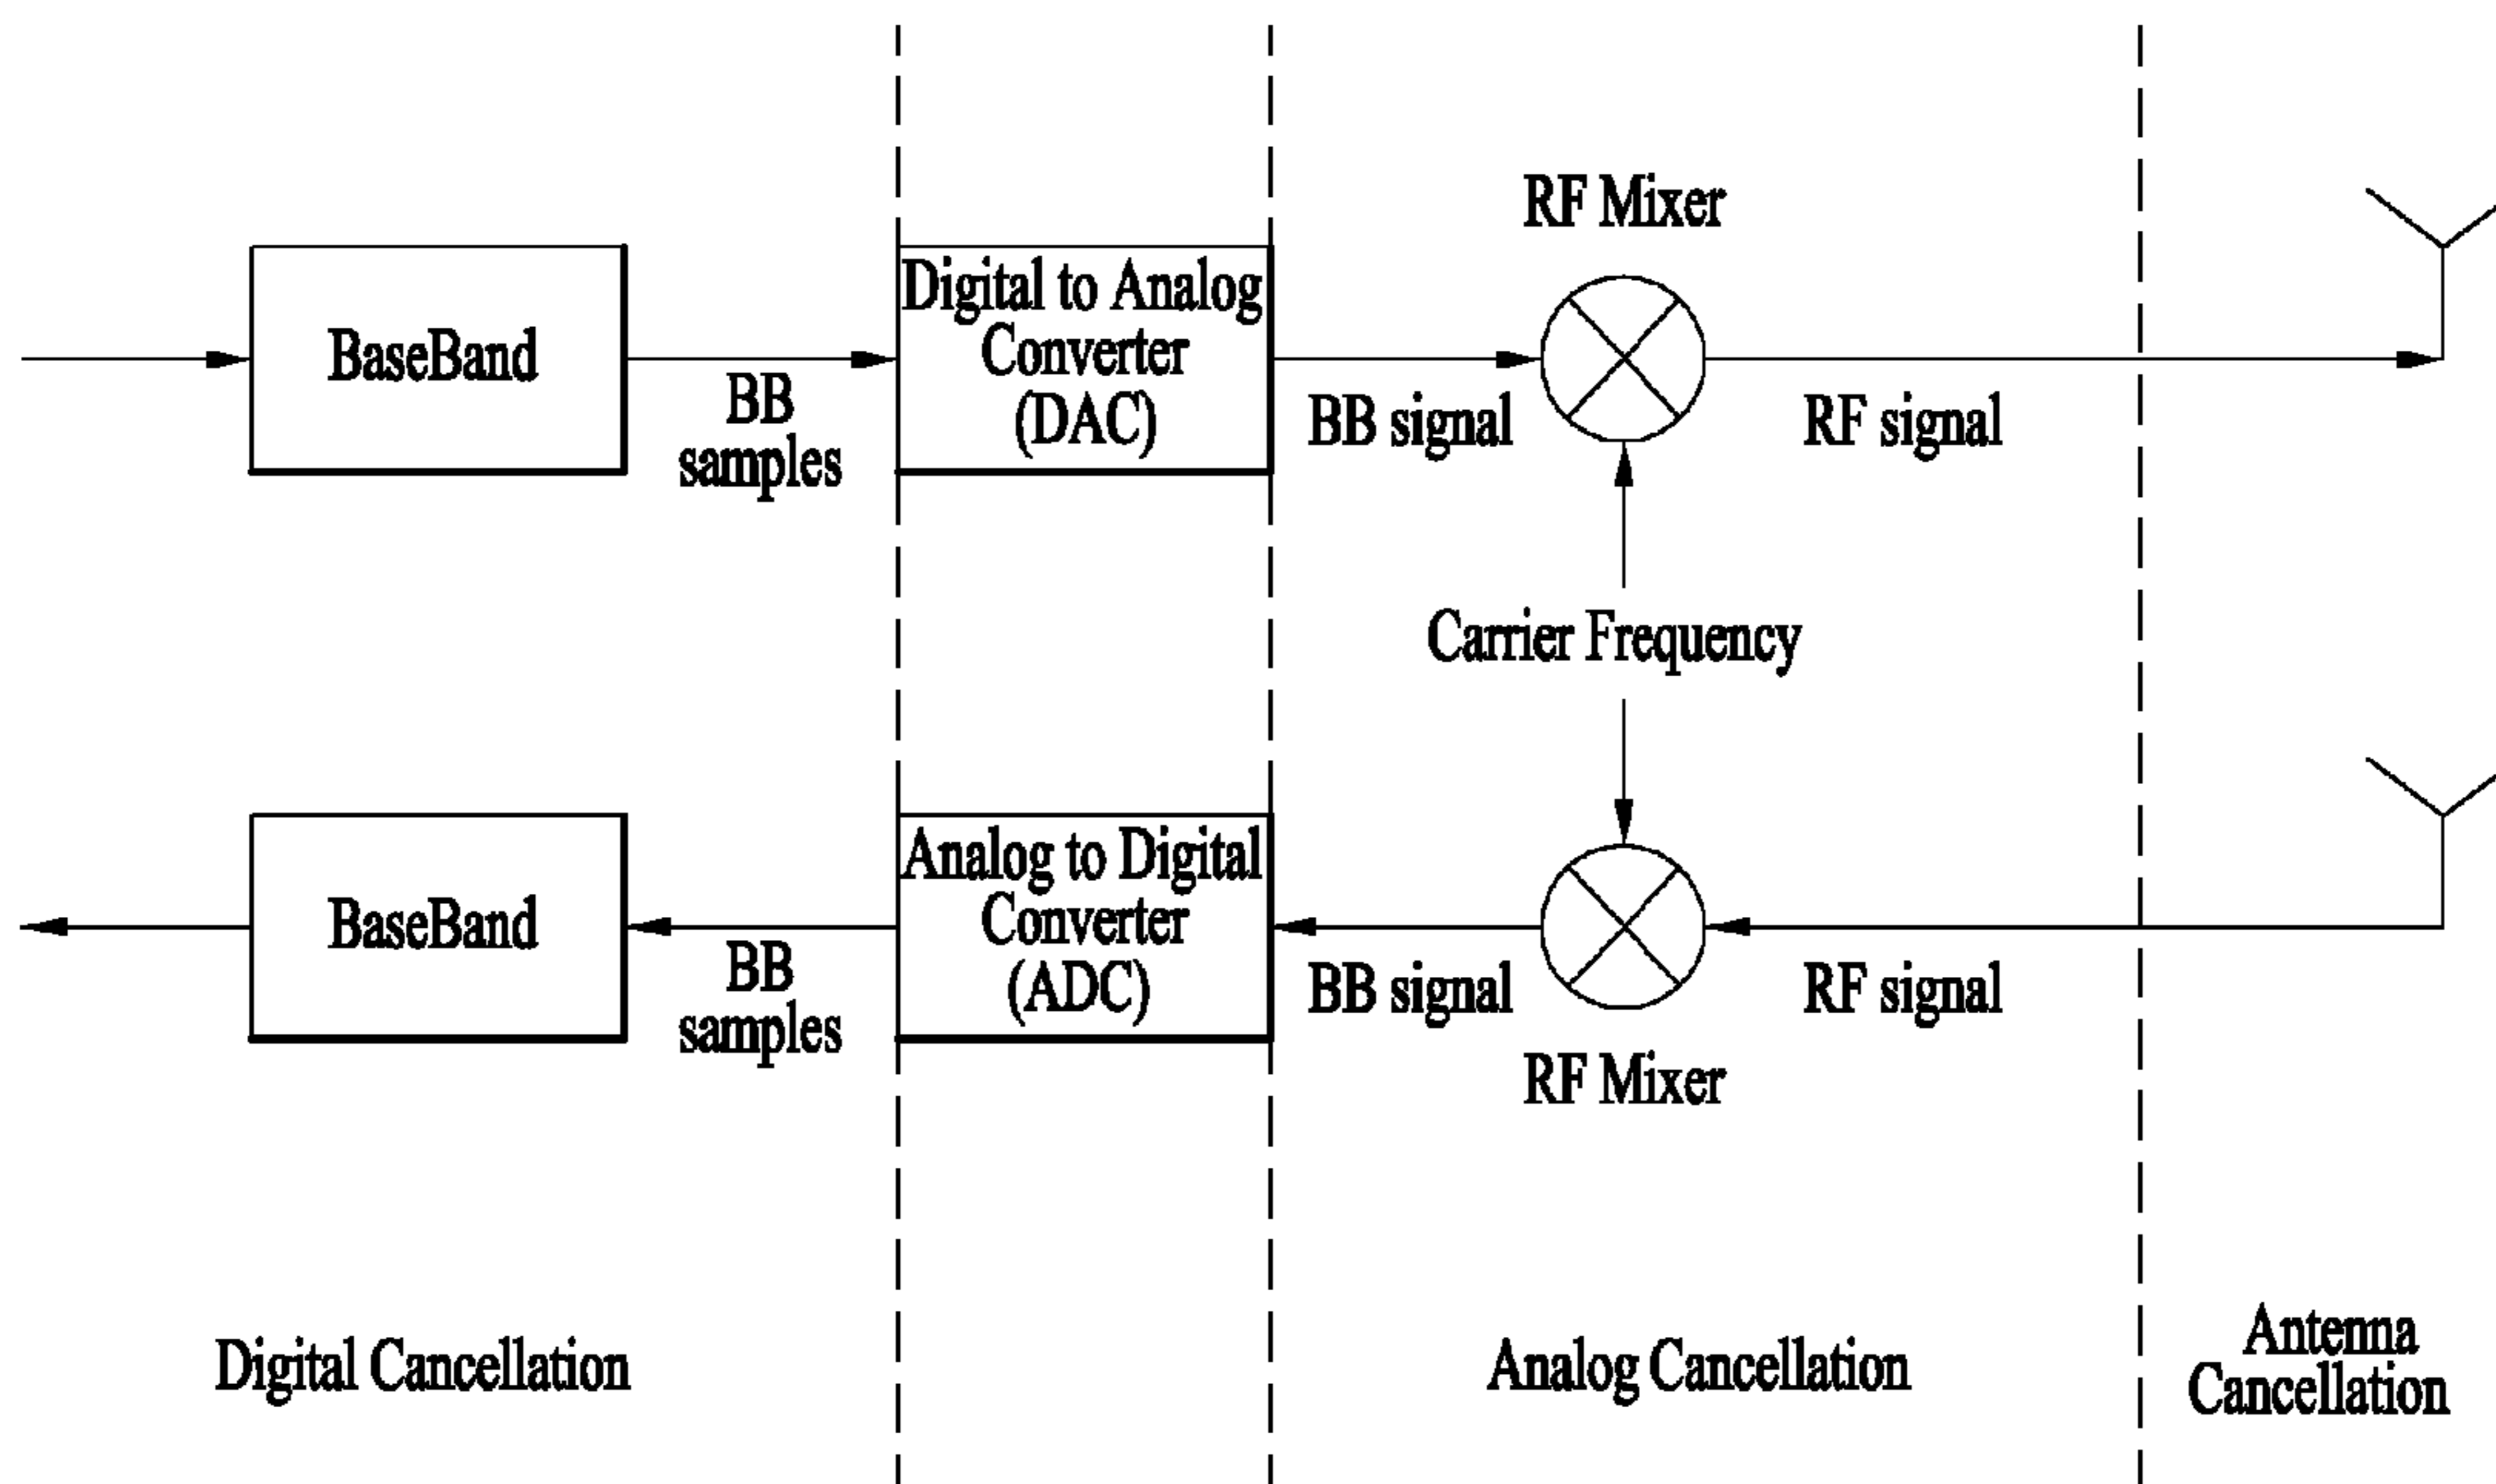 RF Mixer
BaseBand
BB
samples
Digital to Analog
Converter
(DAC)
BB signal
RF signal
Carrier Frequency
BaseBand
BB
samples
Analog to Digital
Converter
(ADC)
BB signal
RF signal
RF Mixer
Digital Cancellation
Analog Cancellation
Antenna
Cancellation